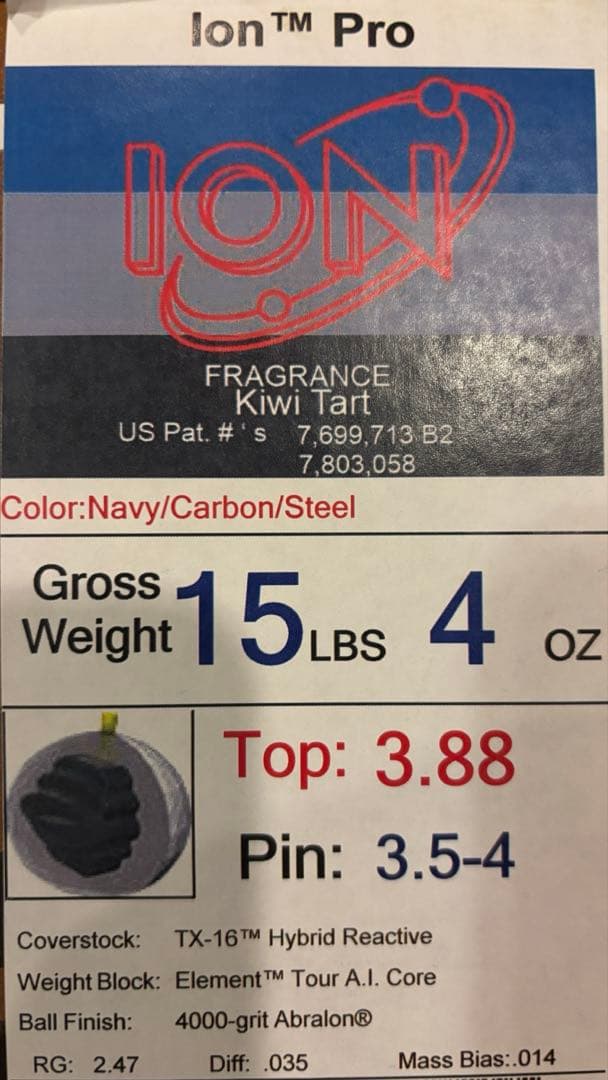 Ion™ Pro
ION
FRAGRANCE
Kiwi Tart
US Pat. # ' s 7,699,713 B2
7,803,058
Color:Navy/Carbon/Steel
Gross Weight 15 LBS 4 OZ
Top: 3.88
Pin: 3.5-4
Coverstock: TX-16™ Hybrid Reactive
Weight Block: Element™ Tour A.I. Core
Ball Finish: 4000-grit Abralon®
RG: 2.47 Diff: .035 Mass Bias:.014